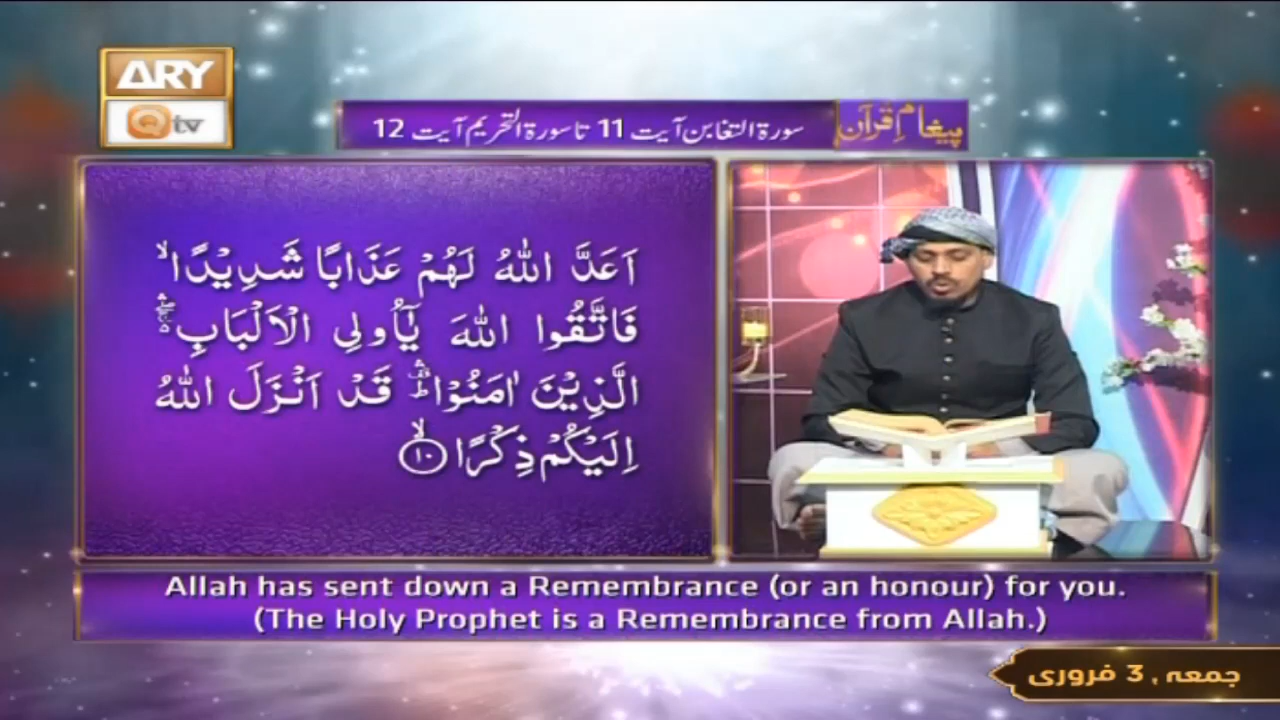 ARY
Qtv
پیغامِ قرآن
سورۃ التغابن آیت 11 تا سورۃ التحریم آیت 12
اَعَدَّ اللّٰهُ لَهُمْ عَذَابًا شَدِیْدًا ۙ
فَاتَّقُوا اللّٰهَ یٰۤاُولِی الْاَلْبَابِ ۛۖۚ
الَّذِیْنَ اٰمَنُوْا ۛؕ قَدْ اَنْزَلَ اللّٰهُ
اِلَیْكُمْ ذِكْرًا ۙ ۱۰
Allah has sent down a Remembrance (or an honour) for you.
(The Holy Prophet is a Remembrance from Allah.)
جمعہ , 3 فروری